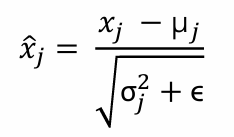 x̂ⱼ = (xⱼ − μⱼ) / √(σⱼ² + ϵ)